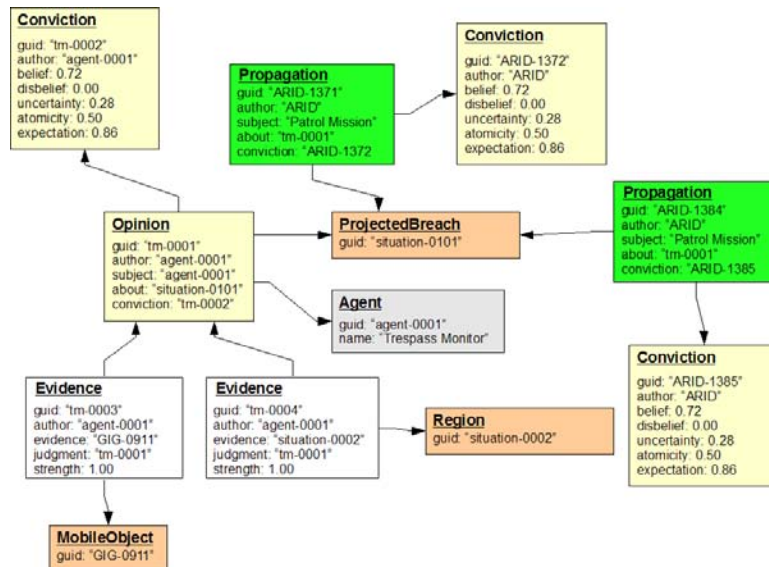 Conviction
guid: "tm-0002"
author: "agent-0001"
belief: 0.72
disbelief: 0.00
uncertainty: 0.28
atomicity: 0.50
expectation: 0.86
Propagation
guid: "ARID-1371"
author: "ARID"
subject: "Patrol Mission"
about: "tm-0001"
conviction: "ARID-1372
Conviction
guid: "ARID-1372"
author: "ARID"
belief: 0.72
disbelief: 0.00
uncertainty: 0.28
atomicity: 0.50
expectation: 0.86
Opinion
guid: "tm-0001"
author: "agent-0001"
subject: "agent-0001"
about: "situation-0101"
conviction: "tm-0002"
ProjectedBreach
guid: "situation-0101"
Propagation
guid: "ARID-1384"
author: "ARID"
subject: "Patrol Mission"
about: "tm-0001"
conviction: "ARID-1385
Agent
guid: "agent-0001"
name: "Trespass Monitor"
Evidence
guid: "tm-0003"
author: "agent-0001"
evidence: "GIG-0911"
judgment: "tm-0001"
strength: 1.00
Evidence
guid: "tm-0004"
author: "agent-0001"
evidence: "situation-0002"
judgment: "tm-0001"
strength: 1.00
Region
guid: "situation-0002"
Conviction
guid: "ARID-1385"
author: "ARID"
belief: 0.72
disbelief: 0.00
uncertainty: 0.28
atomicity: 0.50
expectation: 0.86
MobileObject
guid: "GIG-0911"